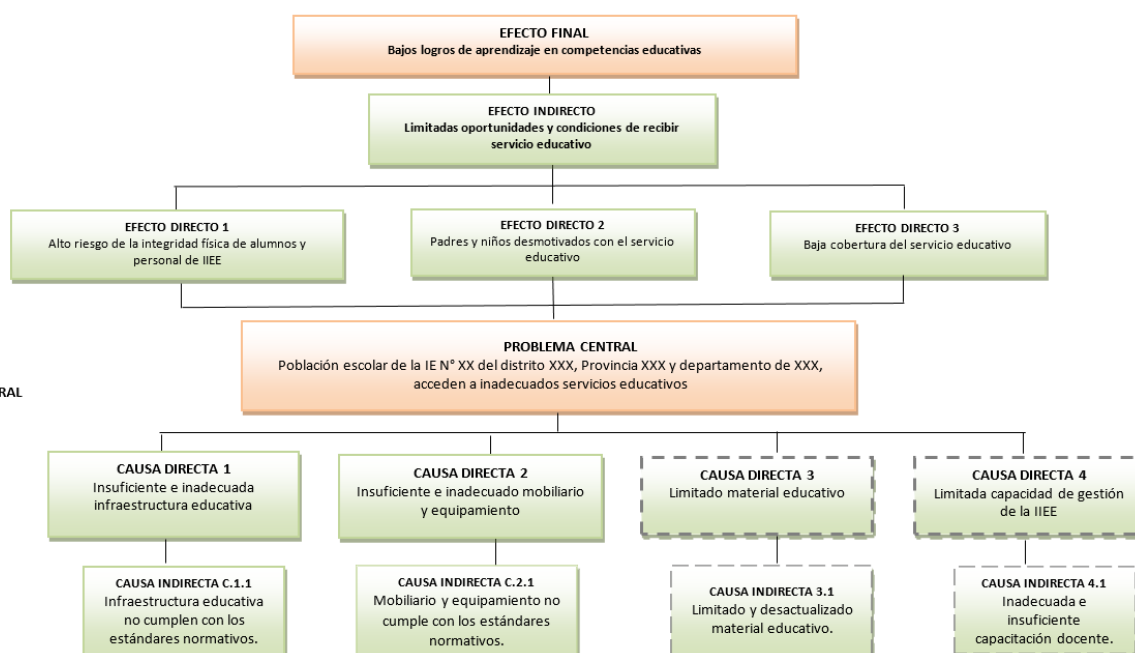 EFECTO FINAL
Bajos logros de aprendizaje en competencias educativas
EFECTO INDIRECTO
Limitadas oportunidades y condiciones de recibir
servicio educativo
EFECTO DIRECTO 1
Alto riesgo de la integridad física de alumnos y
personal de IIEE
EFECTO DIRECTO 2
Padres y niños desmotivados con el servicio
educativo
EFECTO DIRECTO 3
Baja cobertura del servicio educativo
PROBLEMA CENTRAL
Población escolar de la IE N° XX del distrito XXX, Provincia XXX y departamento de XXX,
acceden a inadecuados servicios educativos
RAL
CAUSA DIRECTA 1
Insuficiente e inadecuada
infraestructura educativa
CAUSA DIRECTA 2
Insuficiente e inadecuado mobiliario
y equipamiento
CAUSA DIRECTA 3
Limitado material educativo
CAUSA DIRECTA 4
Limitada capacidad de gestión
de la IIEE
CAUSA INDIRECTA C.1.1
Infraestructura educativa
no cumplen con los
estándares normativos.
CAUSA INDIRECTA C.2.1
Mobiliario y equipamiento no
cumple con los estándares
normativos.
CAUSA INDIRECTA 3.1
Limitado y desactualizado
material educativo.
CAUSA INDIRECTA 4.1
Inadecuada e
insuficiente
capacitación docente.